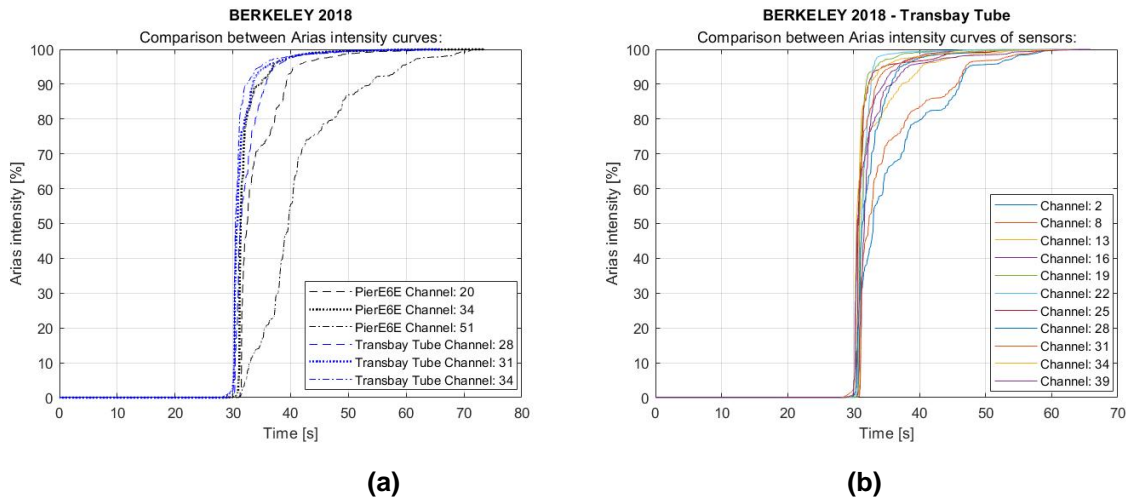 BERKELEY 2018
Comparison between Arias intensity curves:
100
90
80
70
60
50
40
30
20
10
0
Arias intensity [%]
PierE6E Channel: 20
PierE6E Channel: 34
PierE6E Channel: 51
Transbay Tube Channel: 28
Transbay Tube Channel: 31
Transbay Tube Channel: 34
0 10 20 30 40 50 60 70 80
Time [s]
(a)
BERKELEY 2018 - Transbay Tube
Comparison between Arias intensity curves of sensors:
100
90
80
70
60
50
40
30
20
10
0
Arias intensity [%]
Channel: 2
Channel: 8
Channel: 13
Channel: 16
Channel: 19
Channel: 22
Channel: 25
Channel: 28
Channel: 31
Channel: 34
Channel: 39
0 10 20 30 40 50 60 70
Time [s]
(b)